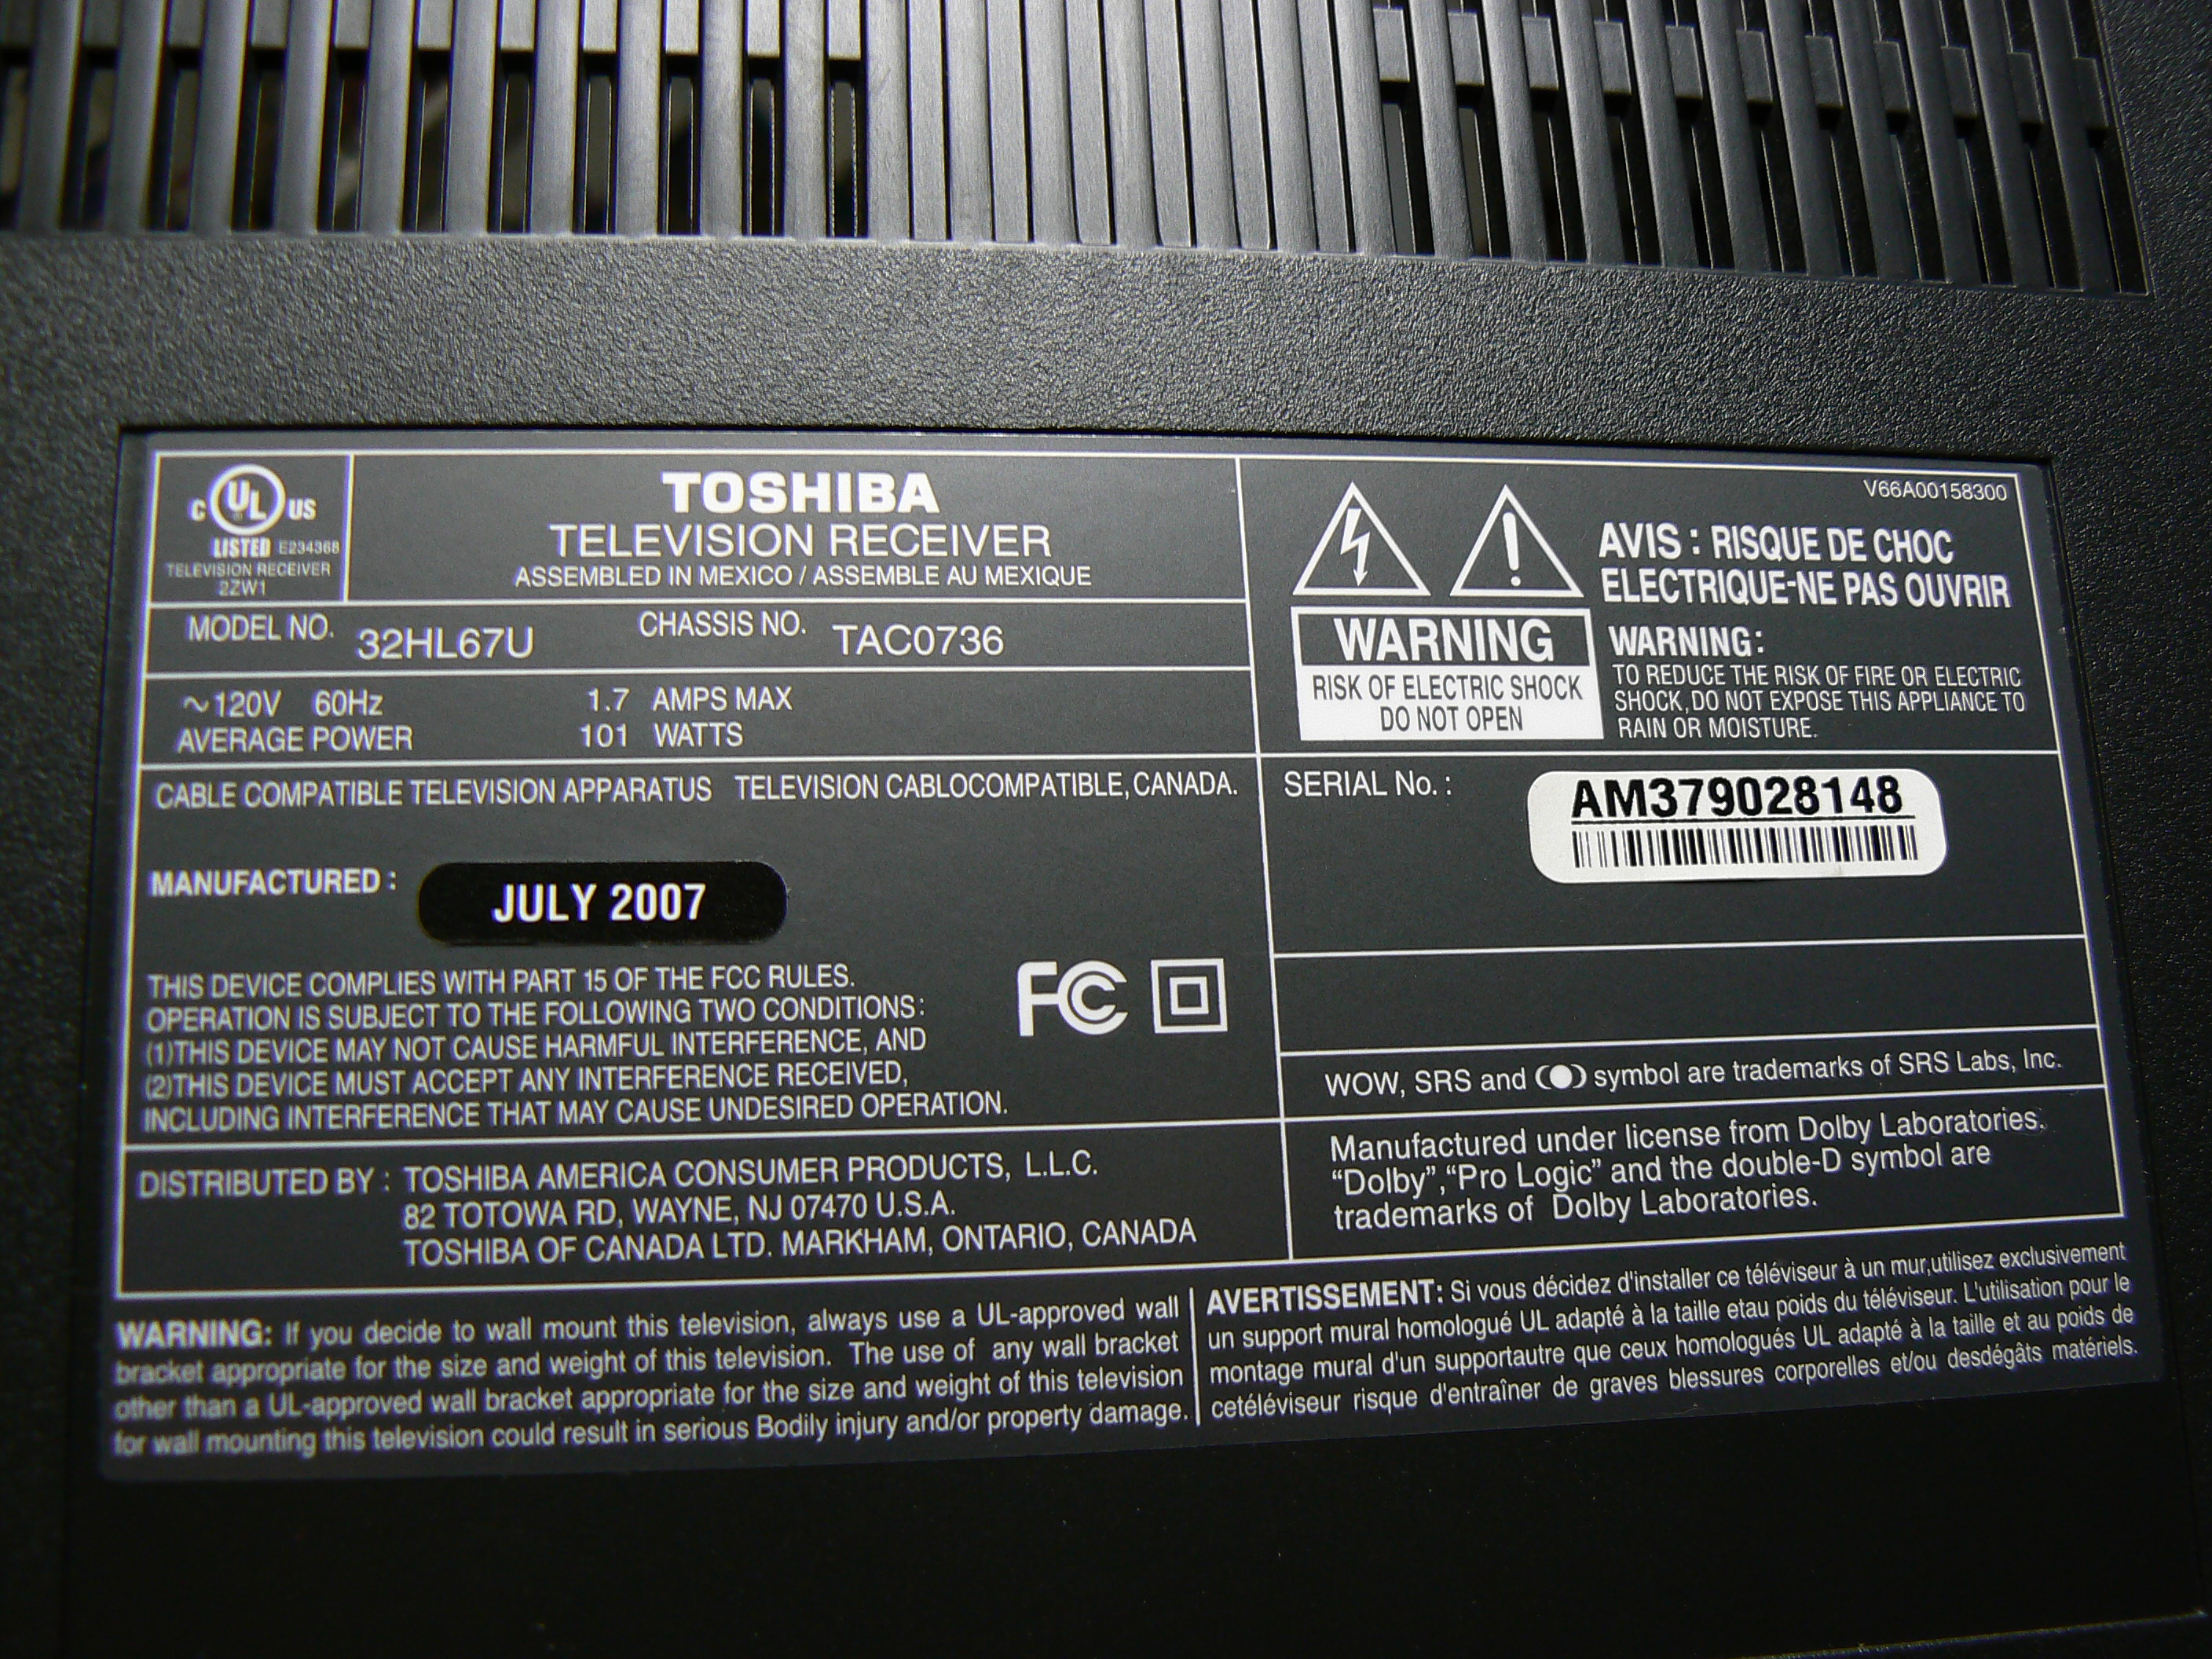 C UL US
LISTED E234368
TELEVISION RECEIVER
2ZW1
TOSHIBA
TELEVISION RECEIVER
ASSEMBLED IN MEXICO / ASSEMBLE AU MEXIQUE
MODEL NO. 32HL67U CHASSIS NO. TAC0736
~120V 60Hz 1.7 AMPS MAX
AVERAGE POWER 101 WATTS
CABLE COMPATIBLE TELEVISION APPARATUS TELEVISION CABLOCOMPATIBLE, CANADA.
MANUFACTURED : JULY 2007
THIS DEVICE COMPLIES WITH PART 15 OF THE FCC RULES.
OPERATION IS SUBJECT TO THE FOLLOWING TWO CONDITIONS:
(1)THIS DEVICE MAY NOT CAUSE HARMFUL INTERFERENCE, AND
(2)THIS DEVICE MUST ACCEPT ANY INTERFERENCE RECEIVED,
INCLUDING INTERFERENCE THAT MAY CAUSE UNDESIRED OPERATION.
FC
DISTRIBUTED BY : TOSHIBA AMERICA CONSUMER PRODUCTS, L.L.C.
82 TOTOWA RD, WAYNE, NJ 07470 U.S.A.
TOSHIBA OF CANADA LTD. MARKHAM, ONTARIO, CANADA
V66A00158300
AVIS : RISQUE DE CHOC
ELECTRIQUE-NE PAS OUVRIR
WARNING
RISK OF ELECTRIC SHOCK
DO NOT OPEN
WARNING:
TO REDUCE THE RISK OF FIRE OR ELECTRIC
SHOCK, DO NOT EXPOSE THIS APPLIANCE TO
RAIN OR MOISTURE.
SERIAL No. : AM379028148
WOW, SRS and symbol are trademarks of SRS Labs, Inc.
Manufactured under license from Dolby Laboratories.
“Dolby”,“Pro Logic” and the double-D symbol are
trademarks of Dolby Laboratories.
WARNING: If you decide to wall mount this television, always use a UL-approved wall
bracket appropriate for the size and weight of this television. The use of any wall bracket
other than a UL-approved wall bracket appropriate for the size and weight of this television
for wall mounting this television could result in serious Bodily injury and/or property damage.
AVERTISSEMENT: Si vous décidez d'installer ce téléviseur à un mur,utilisez exclusivement
un support mural homologué UL adapté à la taille etau poids du téléviseur. L'utilisation pour le
montage mural d'un supportautre que ceux homologués UL adapté à la taille et au poids de
cetéléviseur risque d'entraîner de graves blessures corporelles et/ou desdégâts matériels.